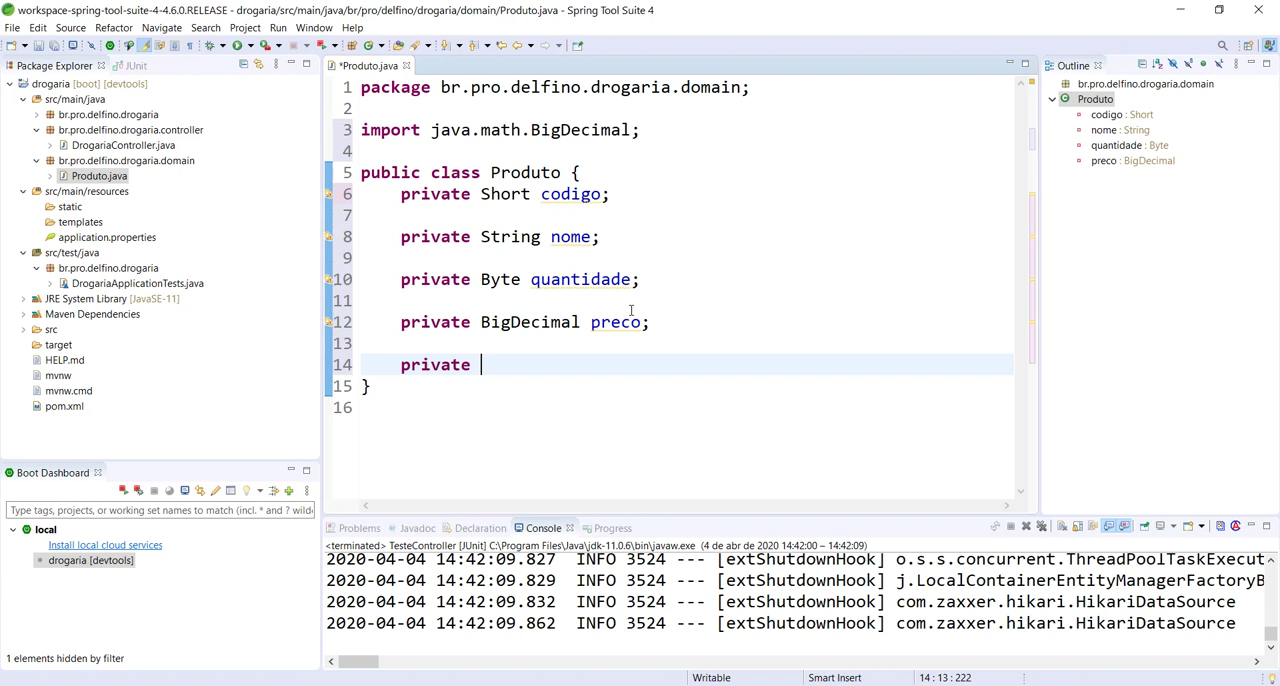 workspace-spring-tool-suite-4-4.6.0.RELEASE - drogaria/src/main/java/br/pro/delfino/drogaria/domain/Produto.java - Spring Tool Suite 4
File Edit Source Refactor Navigate Search Project Run Window Help
Package Explorer JUnit
drogaria [boot] [devtools]
src/main/java
br.pro.delfino.drogaria
br.pro.delfino.drogaria.controller
DrogariaController.java
br.pro.delfino.drogaria.domain
Produto.java
src/main/resources
static
templates
application.properties
src/test/java
br.pro.delfino.drogaria
DrogariaApplicationTests.java
JRE System Library [JavaSE-11]
Maven Dependencies
src
target
HELP.md
mvnw
mvnw.cmd
pom.xml
*Produto.java
1 package br.pro.delfino.drogaria.domain;
2
3 import java.math.BigDecimal;
4
5 public class Produto {
6 private Short codigo;
7
8 private String nome;
9
10 private Byte quantidade;
11
12 private BigDecimal preco;
13
14 private
15 }
16
Outline
br.pro.delfino.drogaria.domain
Produto
codigo : Short
nome : String
quantidade : Byte
preco : BigDecimal
Boot Dashboard
Type tags, projects, or working set names to match (incl. * and ? wild
local
Install local cloud services
drogaria [devtools]
1 elements hidden by filter
Problems Javadoc Declaration Console Progress
<terminated> TesteController [JUnit] C:\Program Files\Java\jdk-11.0.6\bin\javaw.exe (4 de abr de 2020 14:42:00 – 14:42:09)
2020-04-04 14:42:09.827 INFO 3524 --- [extShutdownHook] o.s.s.concurrent.ThreadPoolTaskExecut
2020-04-04 14:42:09.829 INFO 3524 --- [extShutdownHook] j.LocalContainerEntityManagerFactoryB
2020-04-04 14:42:09.832 INFO 3524 --- [extShutdownHook] com.zaxxer.hikari.HikariDataSource
2020-04-04 14:42:09.862 INFO 3524 --- [extShutdownHook] com.zaxxer.hikari.HikariDataSource
Writable Smart Insert 14 : 13 : 222